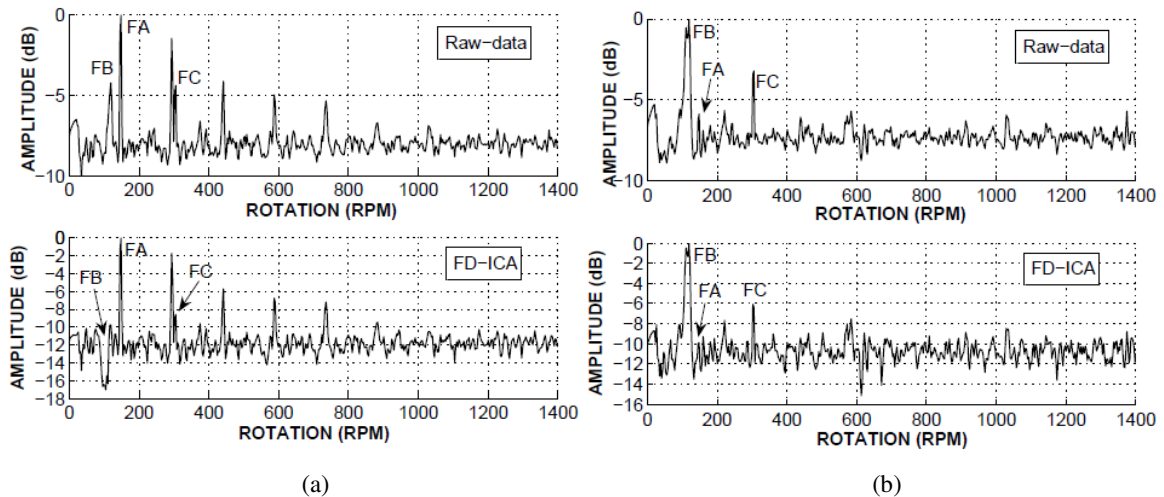 AMPLITUDE (dB)
0
−5
−10
FA
FB
FC
Raw−data
0 200 400 600 800 1000 1200 1400
ROTATION (RPM)
AMPLITUDE (dB)
0
−2
−4
−6
−8
−10
−12
−14
−16
−18
FA
FB
FC
FD−ICA
0 200 400 600 800 1000 1200 1400
ROTATION (RPM)
(a)
AMPLITUDE (dB)
0
−5
−10
FB
FA
FC
Raw−data
0 200 400 600 800 1000 1200 1400
ROTATION (RPM)
AMPLITUDE (dB)
0
−2
−4
−6
−8
−10
−12
−14
−16
FB
FA
FC
FD−ICA
0 200 400 600 800 1000 1200 1400
ROTATION (RPM)
(b)